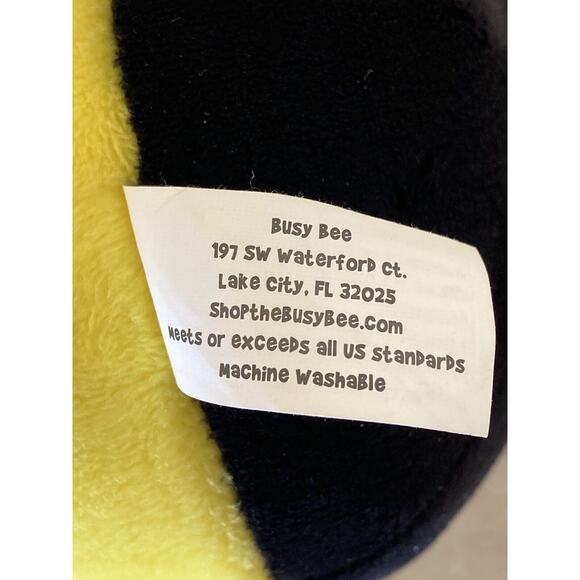 Busy Bee
197 SW Waterford Ct.
Lake City, FL 32025
ShoptheBusyBee.com
Meets or exceeds all US standards
Machine Washable